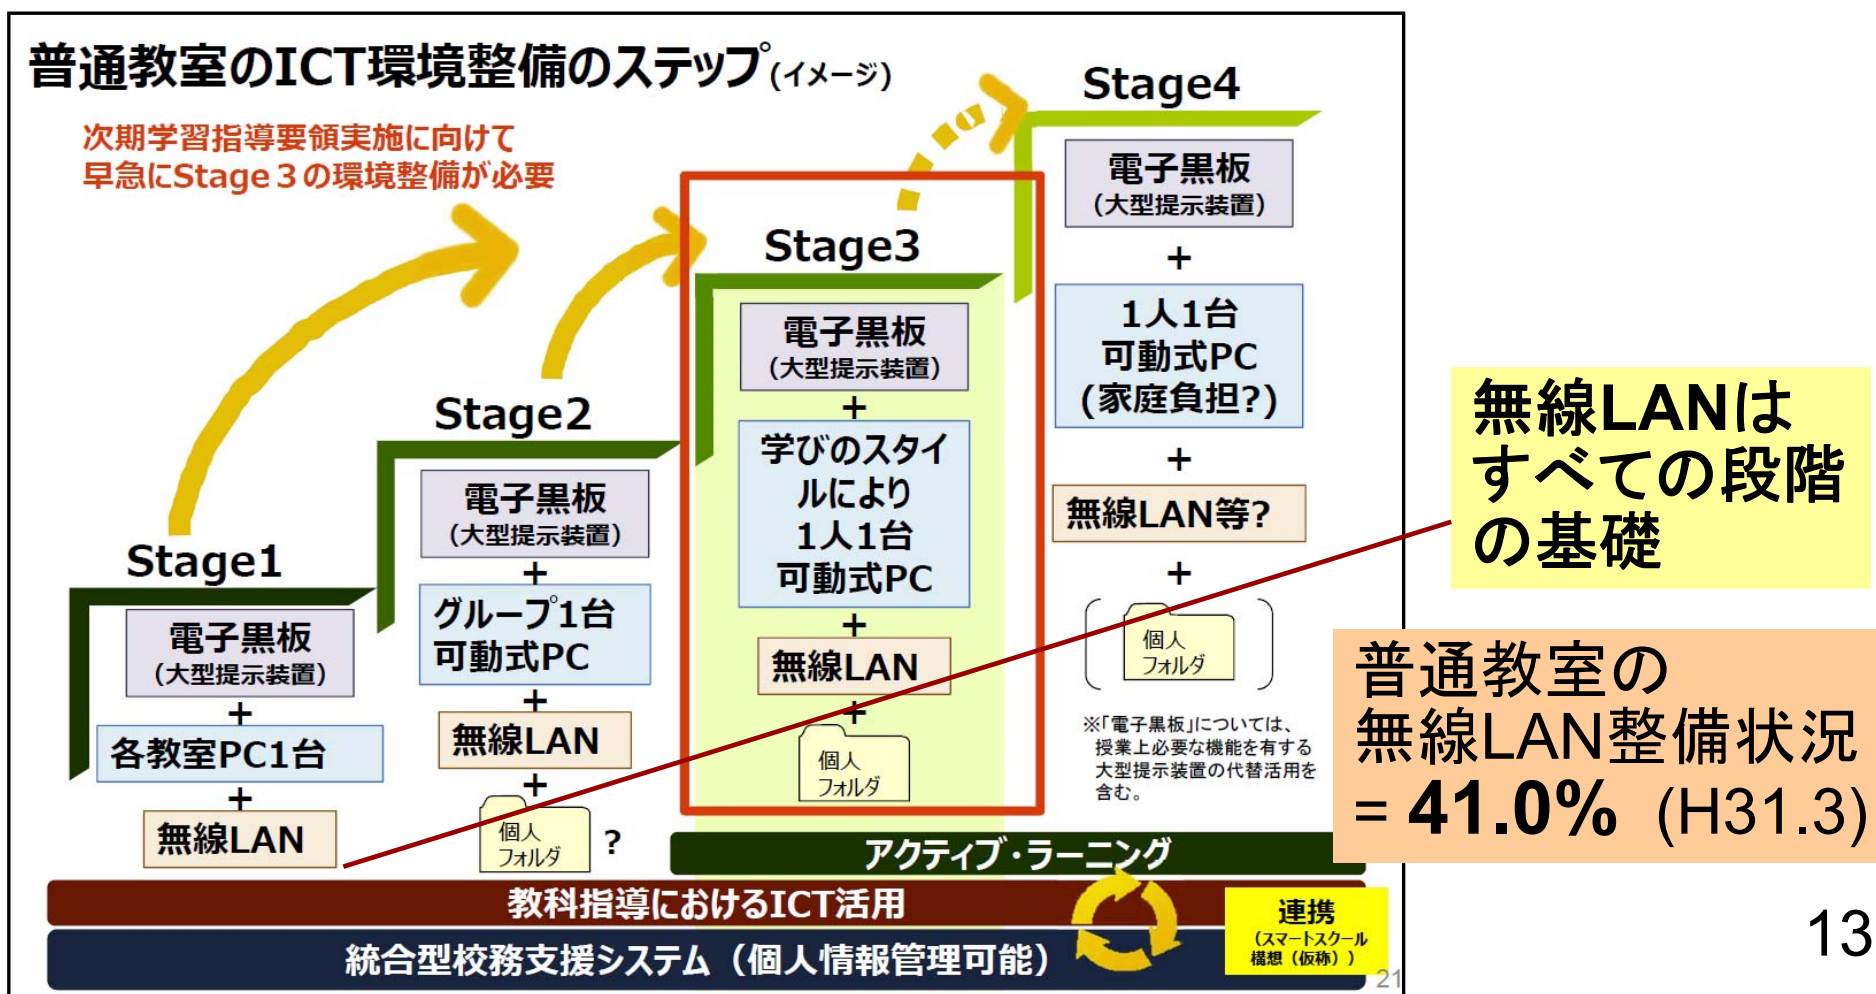 普通教室のICT環境整備のステップ(イメージ)
次期学習指導要領実施に向けて
早急にStage3の環境整備が必要
Stage1
電子黒板
(大型提示装置)
+
各教室PC1台
+
無線LAN
Stage2
電子黒板
(大型提示装置)
+
グループ1台
可動式PC
+
無線LAN
+
個人
フォルダ
?
Stage3
電子黒板
(大型提示装置)
+
学びのスタイ
ルにより
1人1台
可動式PC
+
無線LAN
+
個人
フォルダ
Stage4
電子黒板
(大型提示装置)
+
1人1台
可動式PC
(家庭負担?)
+
無線LAN等?
+
個人
フォルダ
※「電子黒板」については、
授業上必要な機能を有する
大型提示装置の代替活用を
含む。
アクティブ・ラーニング
教科指導におけるICT活用
統合型校務支援システム(個人情報管理可能)
連携
(スマートスクール
構想(仮称))
21
無線LANは
すべての段階
の基礎
普通教室の
無線LAN整備状況
= 41.0% (H31.3)
13